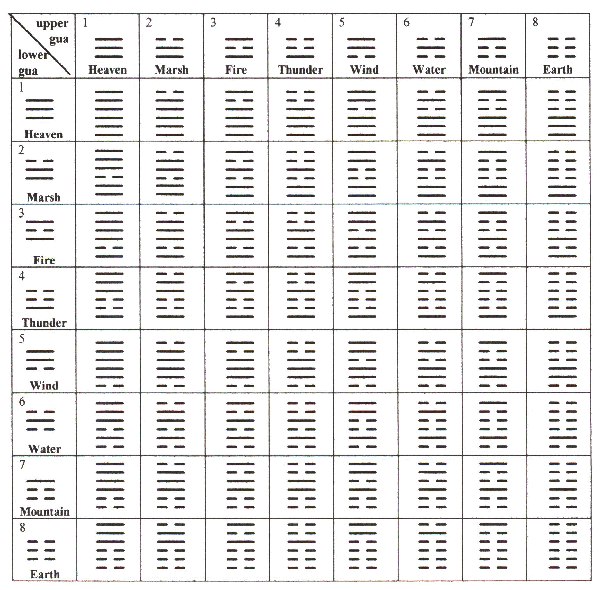 upper
gua
lower
gua
1
Heaven
2
Marsh
3
Fire
4
Thunder
5
Wind
6
Water
7
Mountain
8
Earth
1
Heaven
2
Marsh
3
Fire
4
Thunder
5
Wind
6
Water
7
Mountain
8
Earth